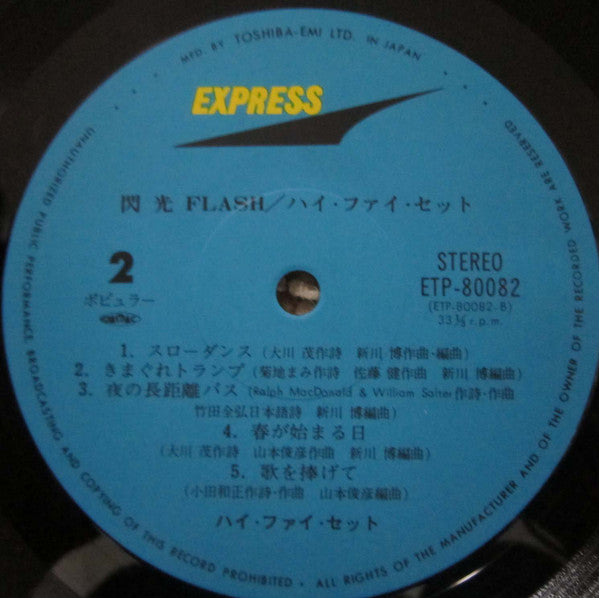 MFD. BY TOSHIBA-EMI LTD. IN JAPAN
EXPRESS
閃光 FLASH/ハイ・ファイ・セット
2
ポピュラー
STEREO
ETP-80082
(ETP-80082-B)
33⅓ r.p.m.
1. スローダンス (大川 茂作詩 新川 博作曲・編曲)
2. きまぐれトランプ (菊地まみ作詩 佐藤 健作曲 新川 博編曲)
3. 夜の長距離バス (Ralph MacDonald & William Salter作詩・作曲
竹田全弘日本語詩 新川 博編曲)
4. 春が始まる日
(大川 茂作詩 山本俊彦作曲 新川 博編曲)
5. 歌を捧げて
(小田和正作詩・作曲 山本俊彦編曲)
ハイ・ファイ・セット
UNAUTHORIZED PUBLIC PERFORMANCE, BROADCASTING AND COPYING OF THIS RECORD PROHIBITED • ALL RIGHTS OF THE MANUFACTURER AND OF THE OWNER OF THE RECORDED WORK ARE RESERVED